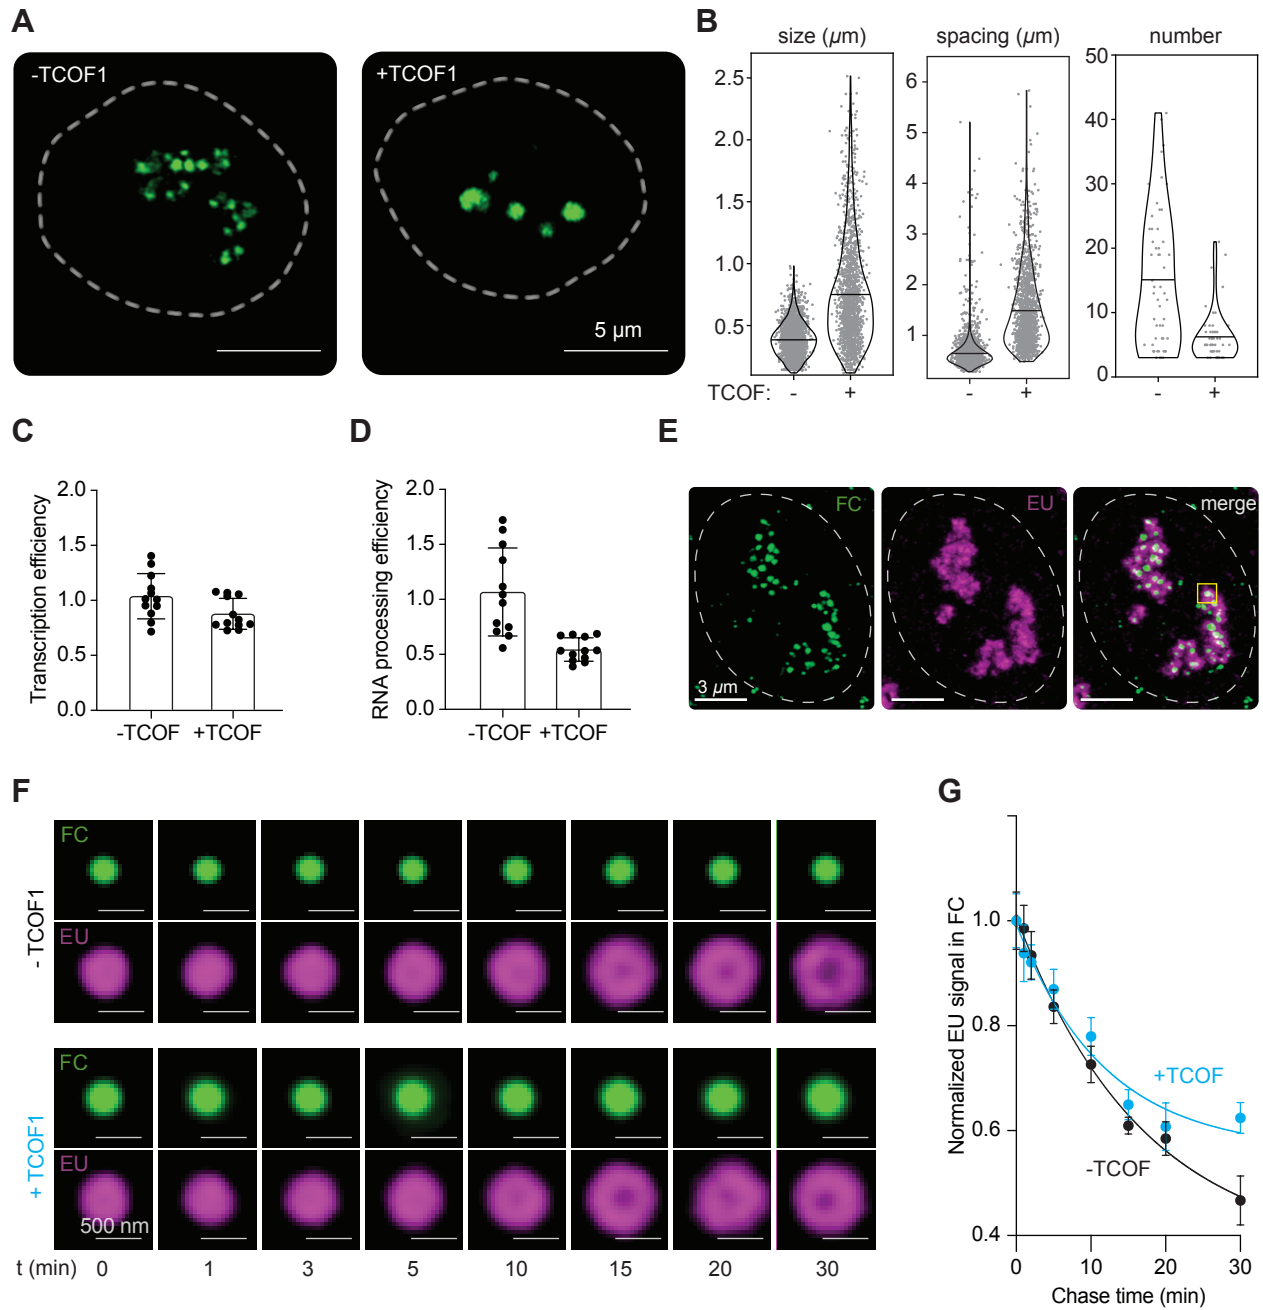 A
-TCOF1
+TCOF1
5 µm
B
size (µm)
spacing (µm)
number
2.5
2.0
1.5
1.0
0.5
6
5
4
3
2
1
50
40
30
20
10
0
TCOF:
-
+
-
+
-
+
C
Transcription efficiency
2.0
1.5
1.0
0.5
0.0
-TCOF
+TCOF
D
RNA processing efficiency
2.0
1.5
1.0
0.5
0.0
-TCOF
+TCOF
E
FC
EU
merge
3 µm
F
- TCOF1
FC
EU
+ TCOF1
FC
EU
500 nm
t (min)
0
1
3
5
10
15
20
30
G
Normalized EU signal in FC
1.0
0.8
0.6
0.4
+TCOF
-TCOF
0
10
20
30
Chase time (min)